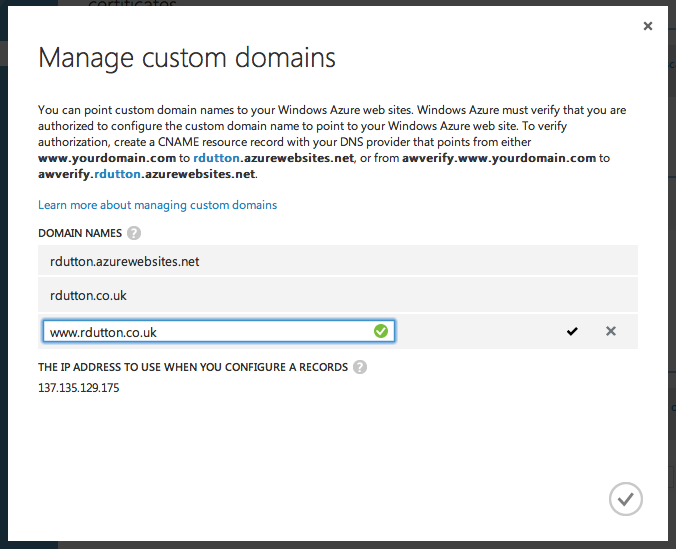 certificates
Manage custom domains
You can point custom domain names to your Windows Azure web sites. Windows Azure must verify that you are
authorized to configure the custom domain name to point to your Windows Azure web site. To verify
authorization, create a CNAME resource record with your DNS provider that points from either
www.yourdomain.com to rdutton.azurewebsites.net, or from awverify.www.yourdomain.com to
awverify.rdutton.azurewebsites.net.
Learn more about managing custom domains
DOMAIN NAMES ?
rdutton.azurewebsites.net
rdutton.co.uk
www.rdutton.co.uk
THE IP ADDRESS TO USE WHEN YOU CONFIGURE A RECORDS ?
137.135.129.175